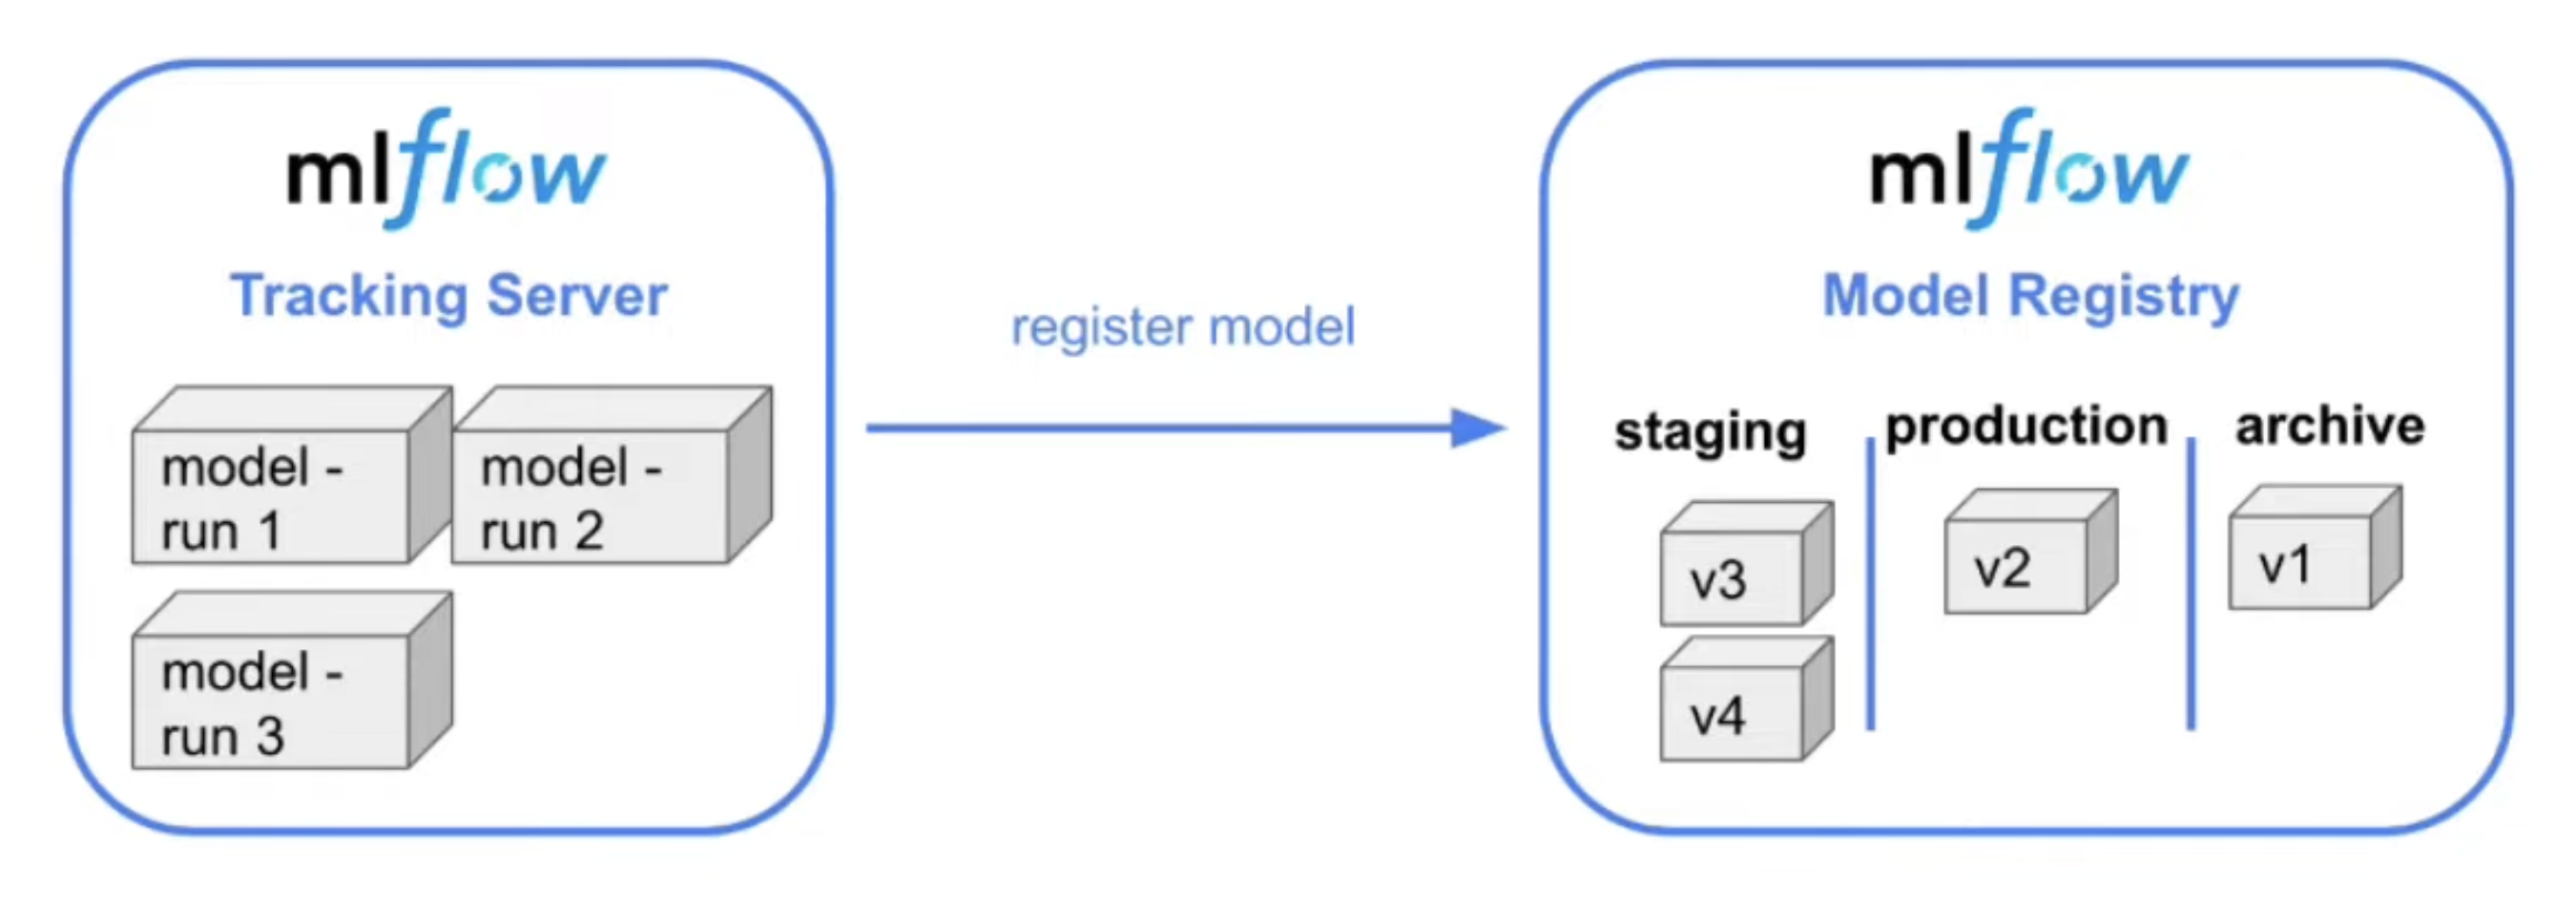 mlflow
Tracking Server
model -
run 1
model -
run 2
model -
run 3
register model
mlflow
Model Registry
staging
production
archive
v3
v2
v1
v4